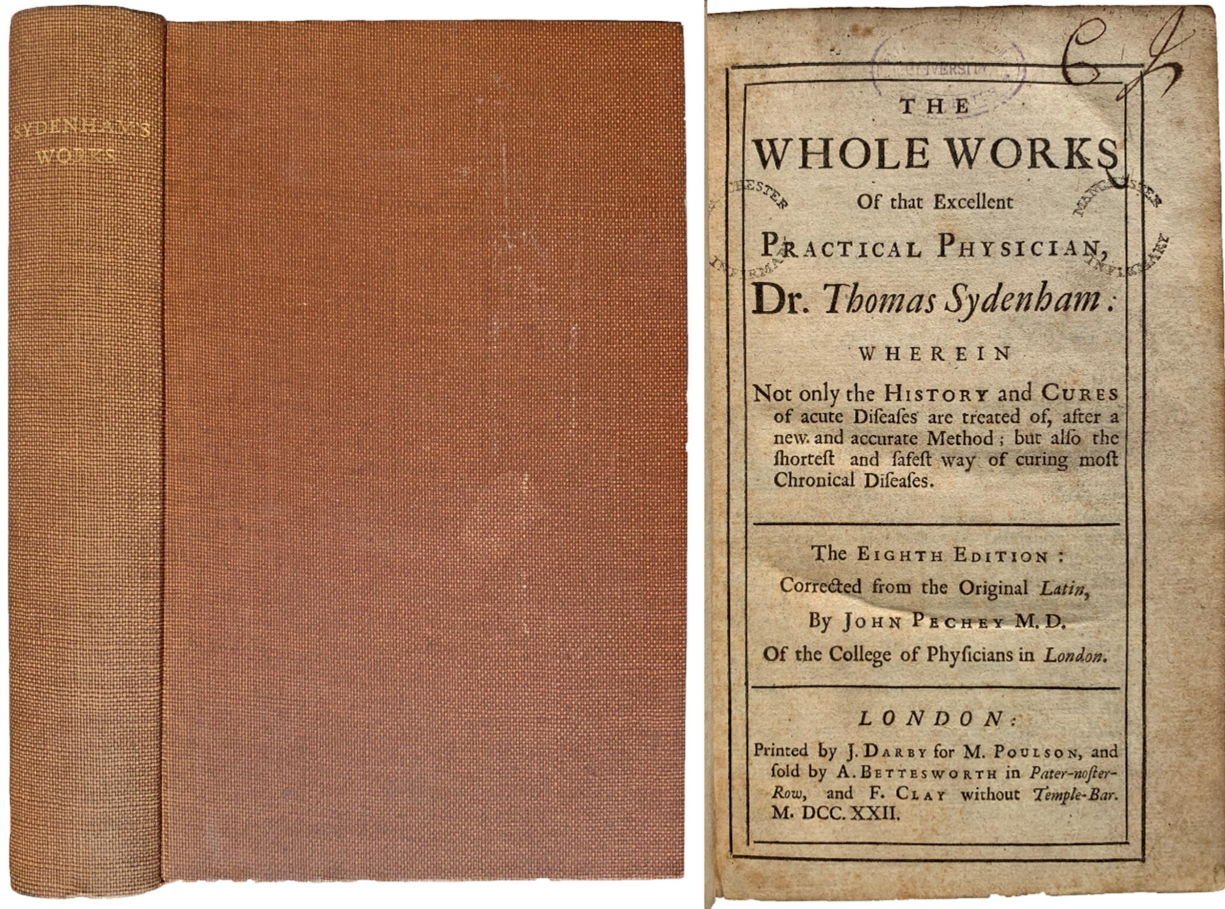 SYDENHAM'S
WORKS
THE
WHOLE WORKS
Of that Excellent
PRACTICAL PHYSICIAN,
Dr. Thomas Sydenham:
WHEREIN
Not only the HISTORY and CURES
of acute Diſeaſes are treated of, after a
new and accurate Method; but alſo the
ſhorteſt and ſafeſt way of curing moſt
Chronical Diſeaſes.
The EIGHTH EDITION:
Corrected from the Original Latin,
By JOHN PECHEY M.D.
Of the College of Phyſicians in London.
LONDON:
Printed by J. DARBY for M. POULSON, and
ſold by A. BETTESWORTH in Pater-noſter-
Row, and F. CLAY without Temple-Bar.
M. DCC. XXII.
MANCHESTER
INFIRMARY